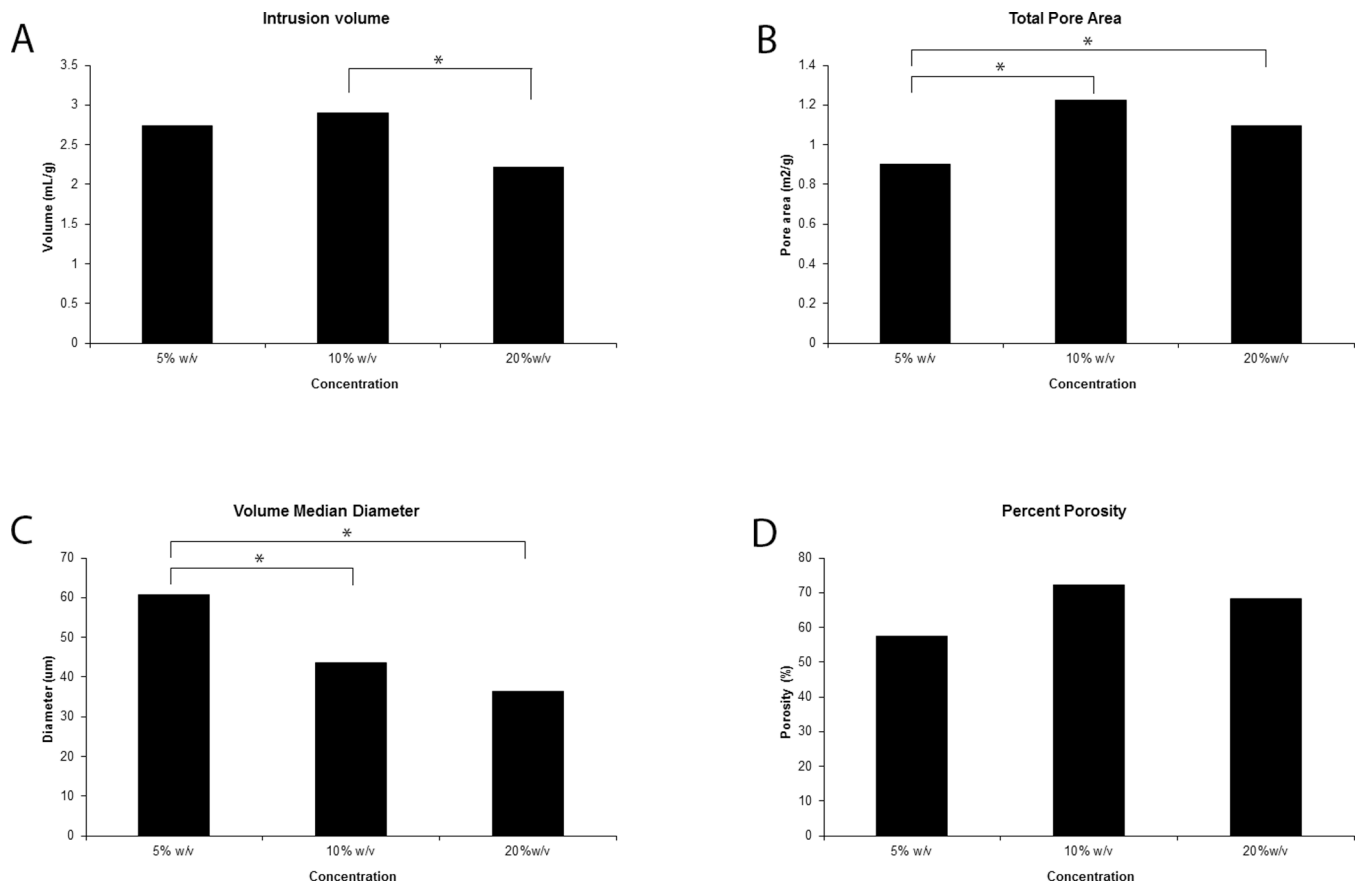 A
Intrusion volume
*
3.5
3
2.5
2
1.5
1
0.5
0
Volume (mL/g)
5% w/v
10% w/v
20%w/v
Concentration
B
Total Pore Area
*
*
1.4
1.2
1
0.8
0.6
0.4
0.2
0
Pore area (m2/g)
5% w/v
10% w/v
20%w/v
Concentration
C
Volume Median Diameter
*
*
70
60
50
40
30
20
10
0
Diameter (um)
5% w/v
10% w/v
20%w/v
Concentration
D
Percent Porosity
80
70
60
50
40
30
20
10
0
Porosity (%)
5% w/v
10% w/v
20%w/v
Concentration